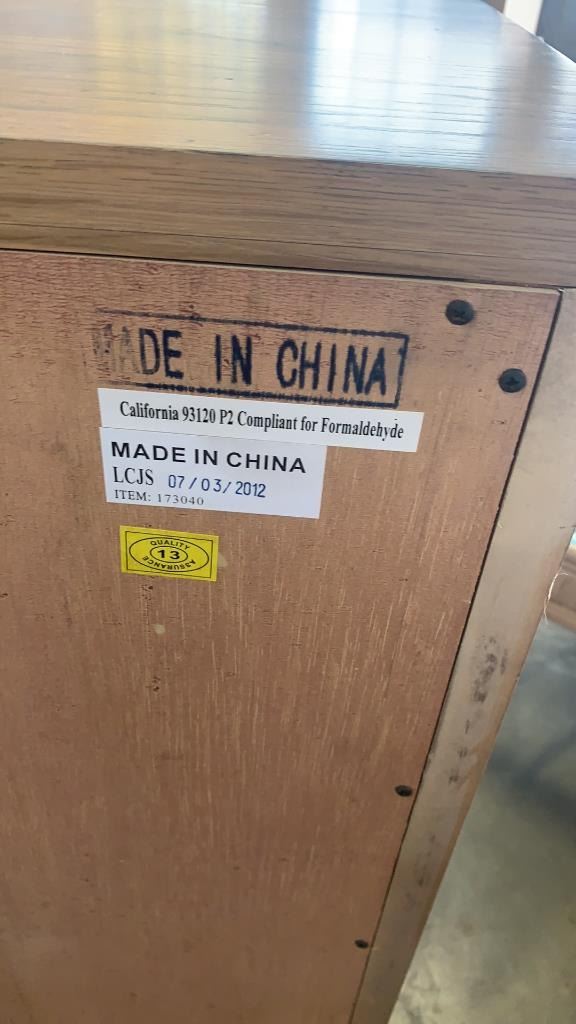 MADE IN CHINA
California 93120 P2 Compliant for Formaldehyde
MADE IN CHINA
LCJS 07/03/2012
ITEM: 173040
QUALITY
13
ASSURANCE